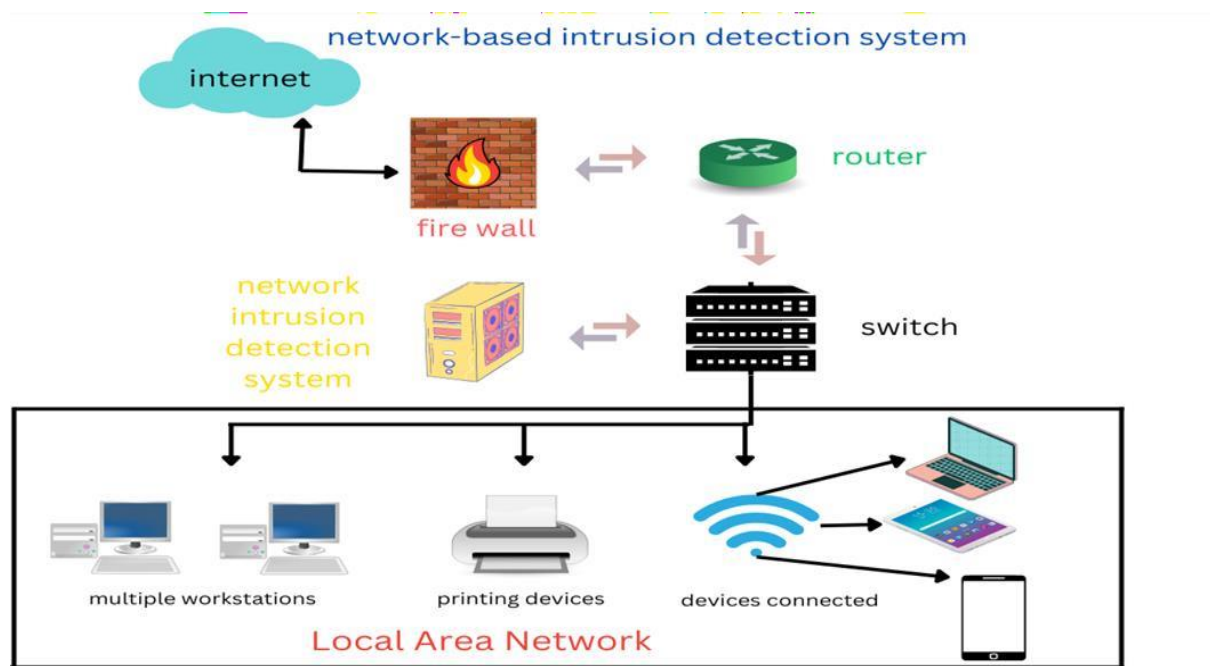 network-based intrusion detection system
internet
router
fire wall
network
intrusion
detection
system
switch
multiple workstations
printing devices
devices connected
Local Area Network